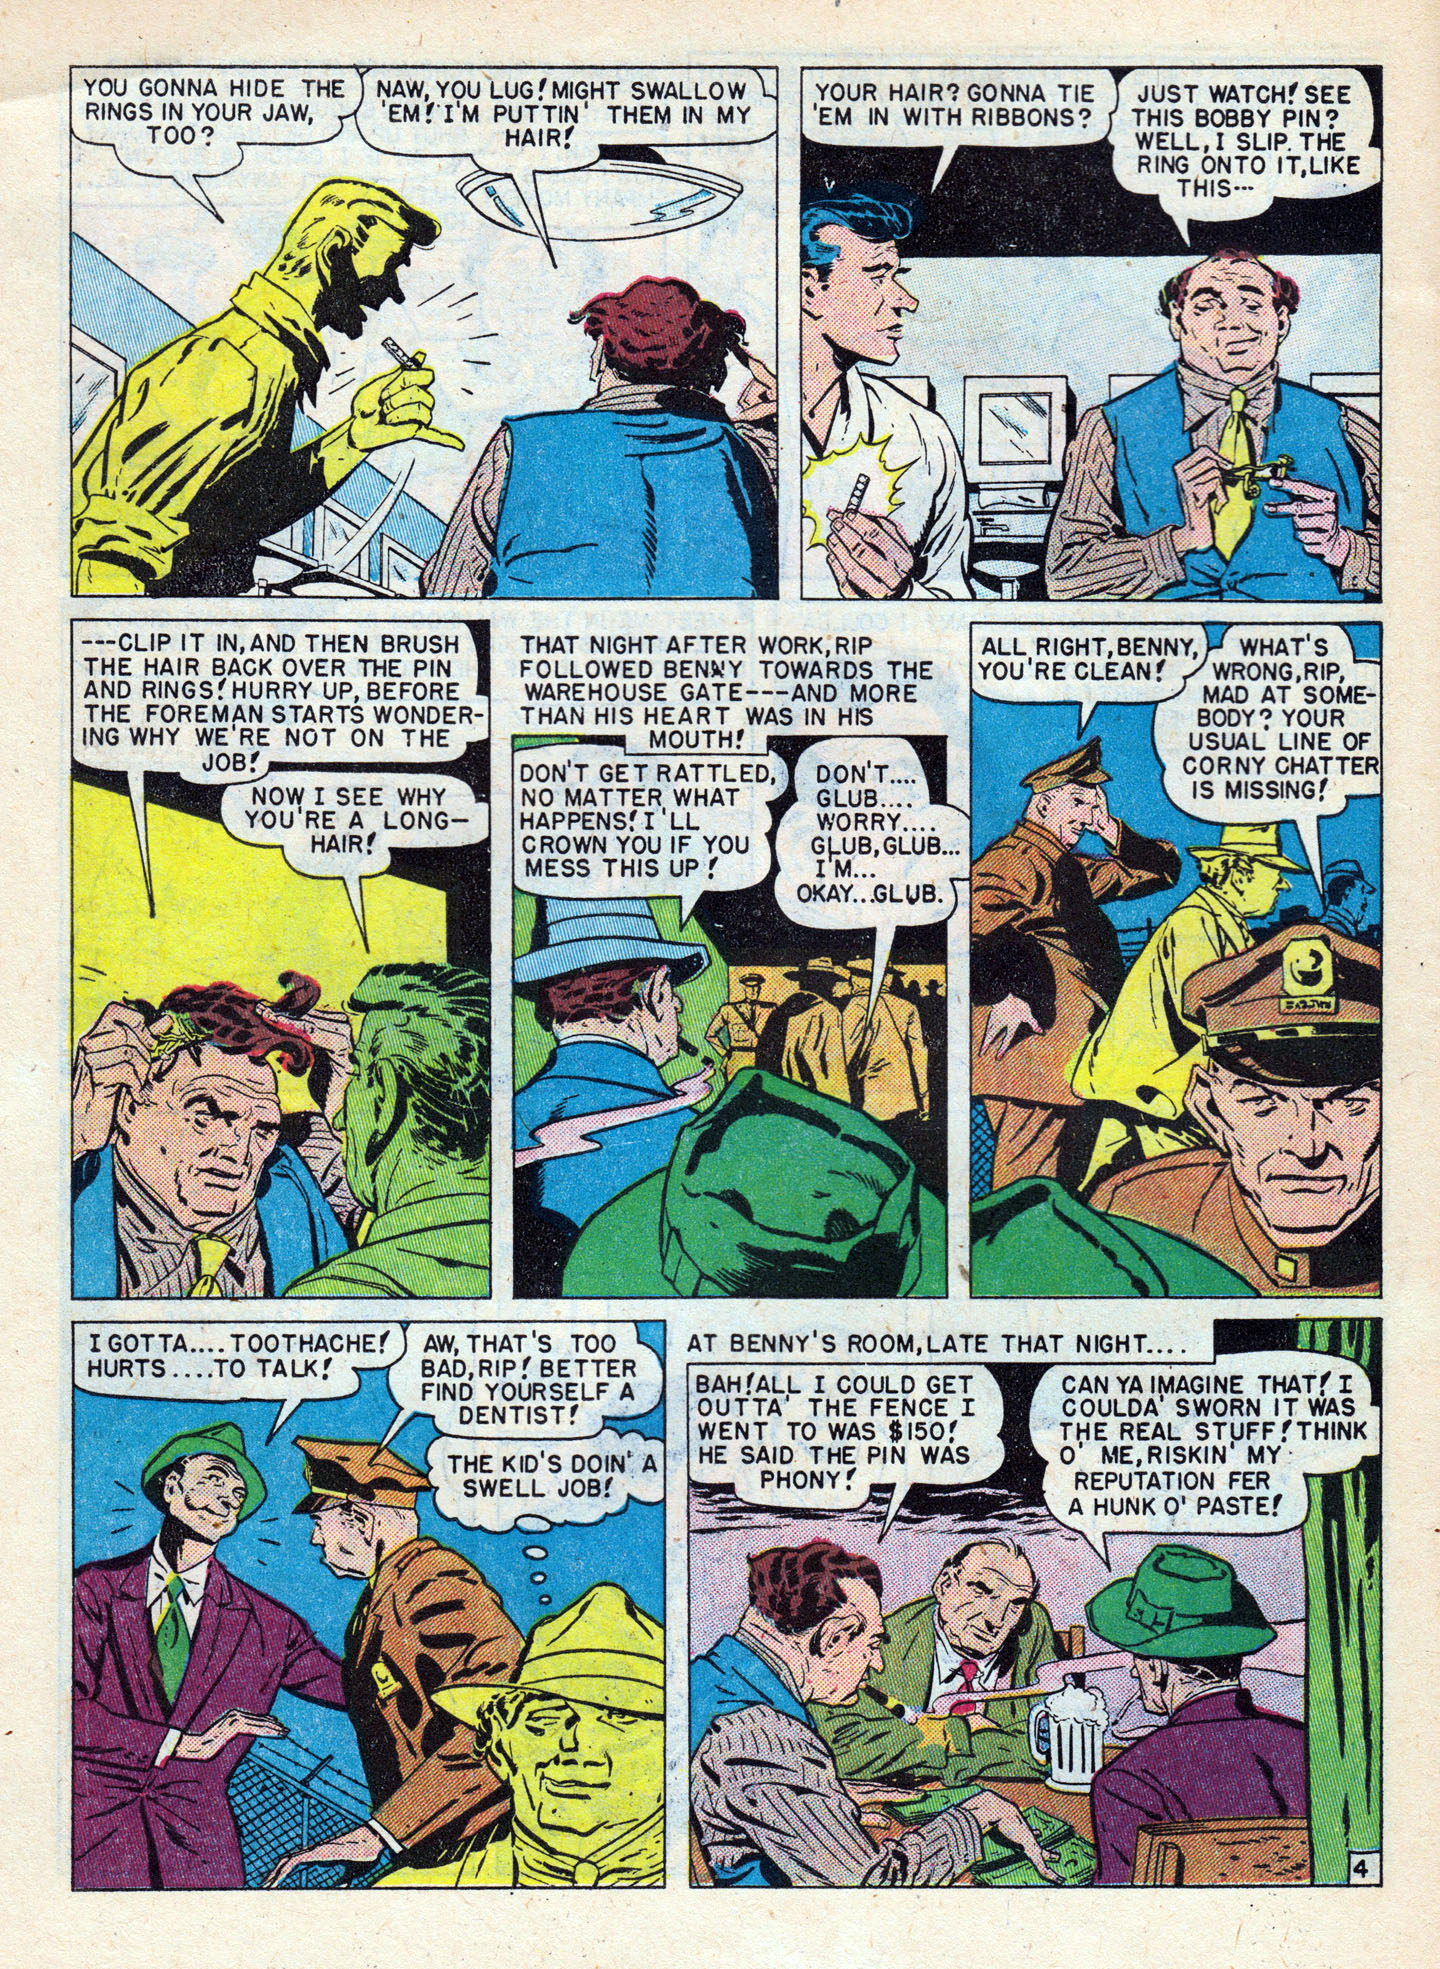 YOU GONNA HIDE THE
RINGS IN YOUR JAW,
TOO?
NAW, YOU LUG! MIGHT SWALLOW
'EM! I'M PUTTIN' THEM IN MY
HAIR!
YOUR HAIR? GONNA TIE
'EM IN WITH RIBBONS?
JUST WATCH! SEE
THIS BOBBY PIN?
WELL, I SLIP THE
RING ONTO IT, LIKE
THIS---
---CLIP IT IN, AND THEN BRUSH
THE HAIR BACK OVER THE PIN
AND RINGS! HURRY UP, BEFORE
THE FOREMAN STARTS WONDER-
ING WHY WE'RE NOT ON THE
JOB!
NOW I SEE WHY
YOU'RE A LONG-
HAIR!
THAT NIGHT AFTER WORK, RIP
FOLLOWED BENNY TOWARDS THE
WAREHOUSE GATE---AND MORE
THAN HIS HEART WAS IN HIS
MOUTH!
DON'T GET RATTLED,
NO MATTER WHAT
HAPPENS! I'LL
CROWN YOU IF YOU
MESS THIS UP!
DON'T....
GLUB....
WORRY....
GLUB, GLUB...
I'M...
OKAY...GLUB.
ALL RIGHT, BENNY,
YOU'RE CLEAN!
WHAT'S
WRONG, RIP,
MAD AT SOME-
BODY? YOUR
USUAL LINE OF
CORNY CHATTER
IS MISSING!
I GOTTA....TOOTHACHE!
HURTS....TO TALK!
AW, THAT'S TOO
BAD, RIP! BETTER
FIND YOURSELF A
DENTIST!
THE KID'S DOIN' A
SWELL JOB!
AT BENNY'S ROOM, LATE THAT NIGHT....
BAH! ALL I COULD GET
OUTTA' THE FENCE I
WENT TO WAS $150!
HE SAID THE PIN WAS
PHONY!
CAN YA IMAGINE THAT! I
COULDA' SWORN IT WAS
THE REAL STUFF! THINK
O' ME, RISKIN' MY
REPUTATION FER
A HUNK O' PASTE!
4